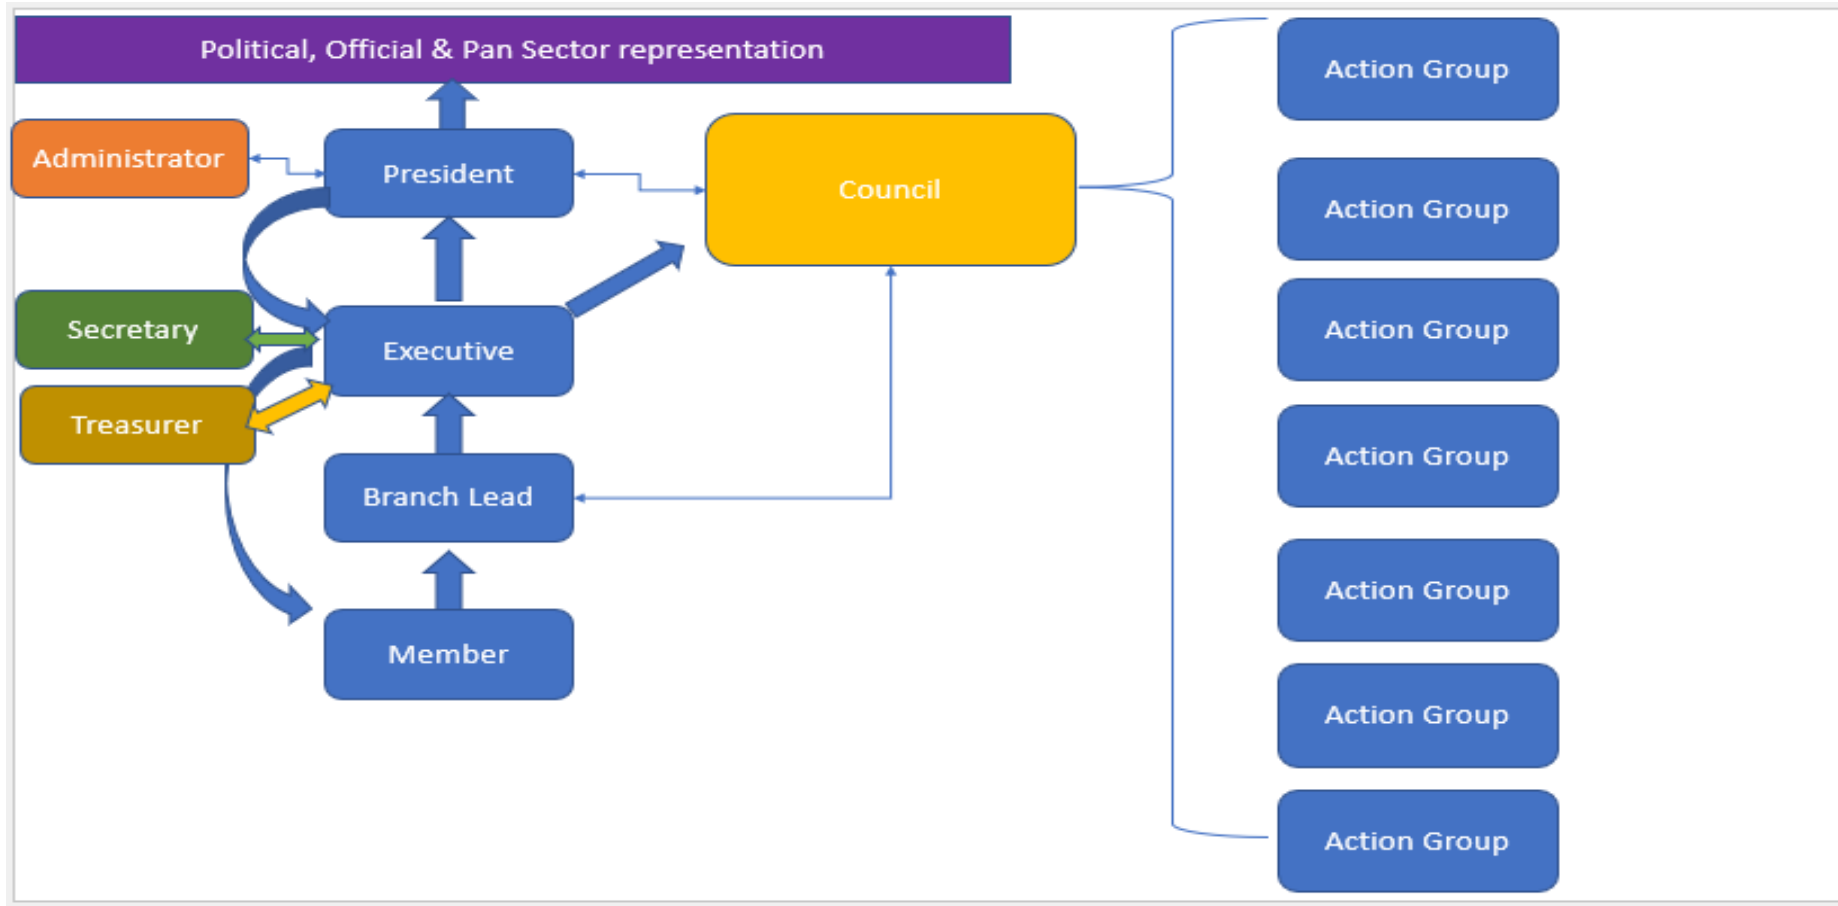 Political, Official & Pan Sector representation
Administrator
President
Council
Secretary
Executive
Treasurer
Branch Lead
Member
Action Group
Action Group
Action Group
Action Group
Action Group
Action Group
Action Group